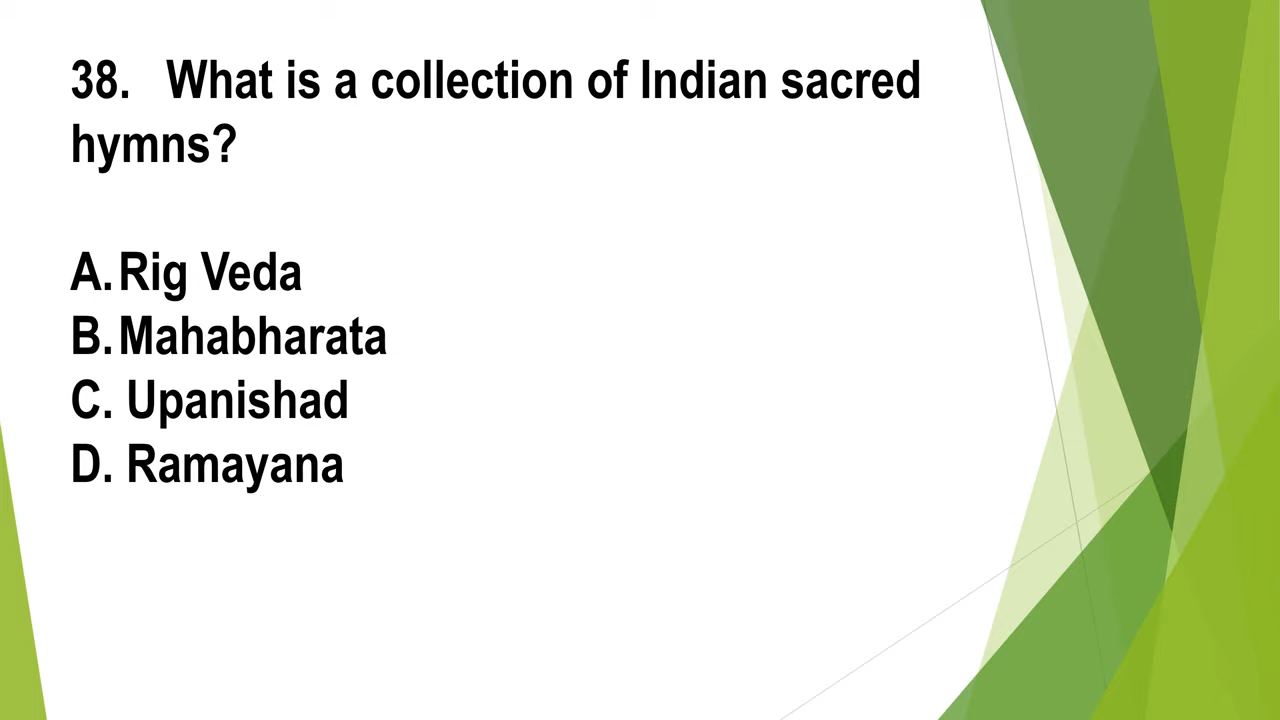 38. What is a collection of Indian sacred
hymns?
A. Rig Veda
B. Mahabharata
C. Upanishad
D. Ramayana